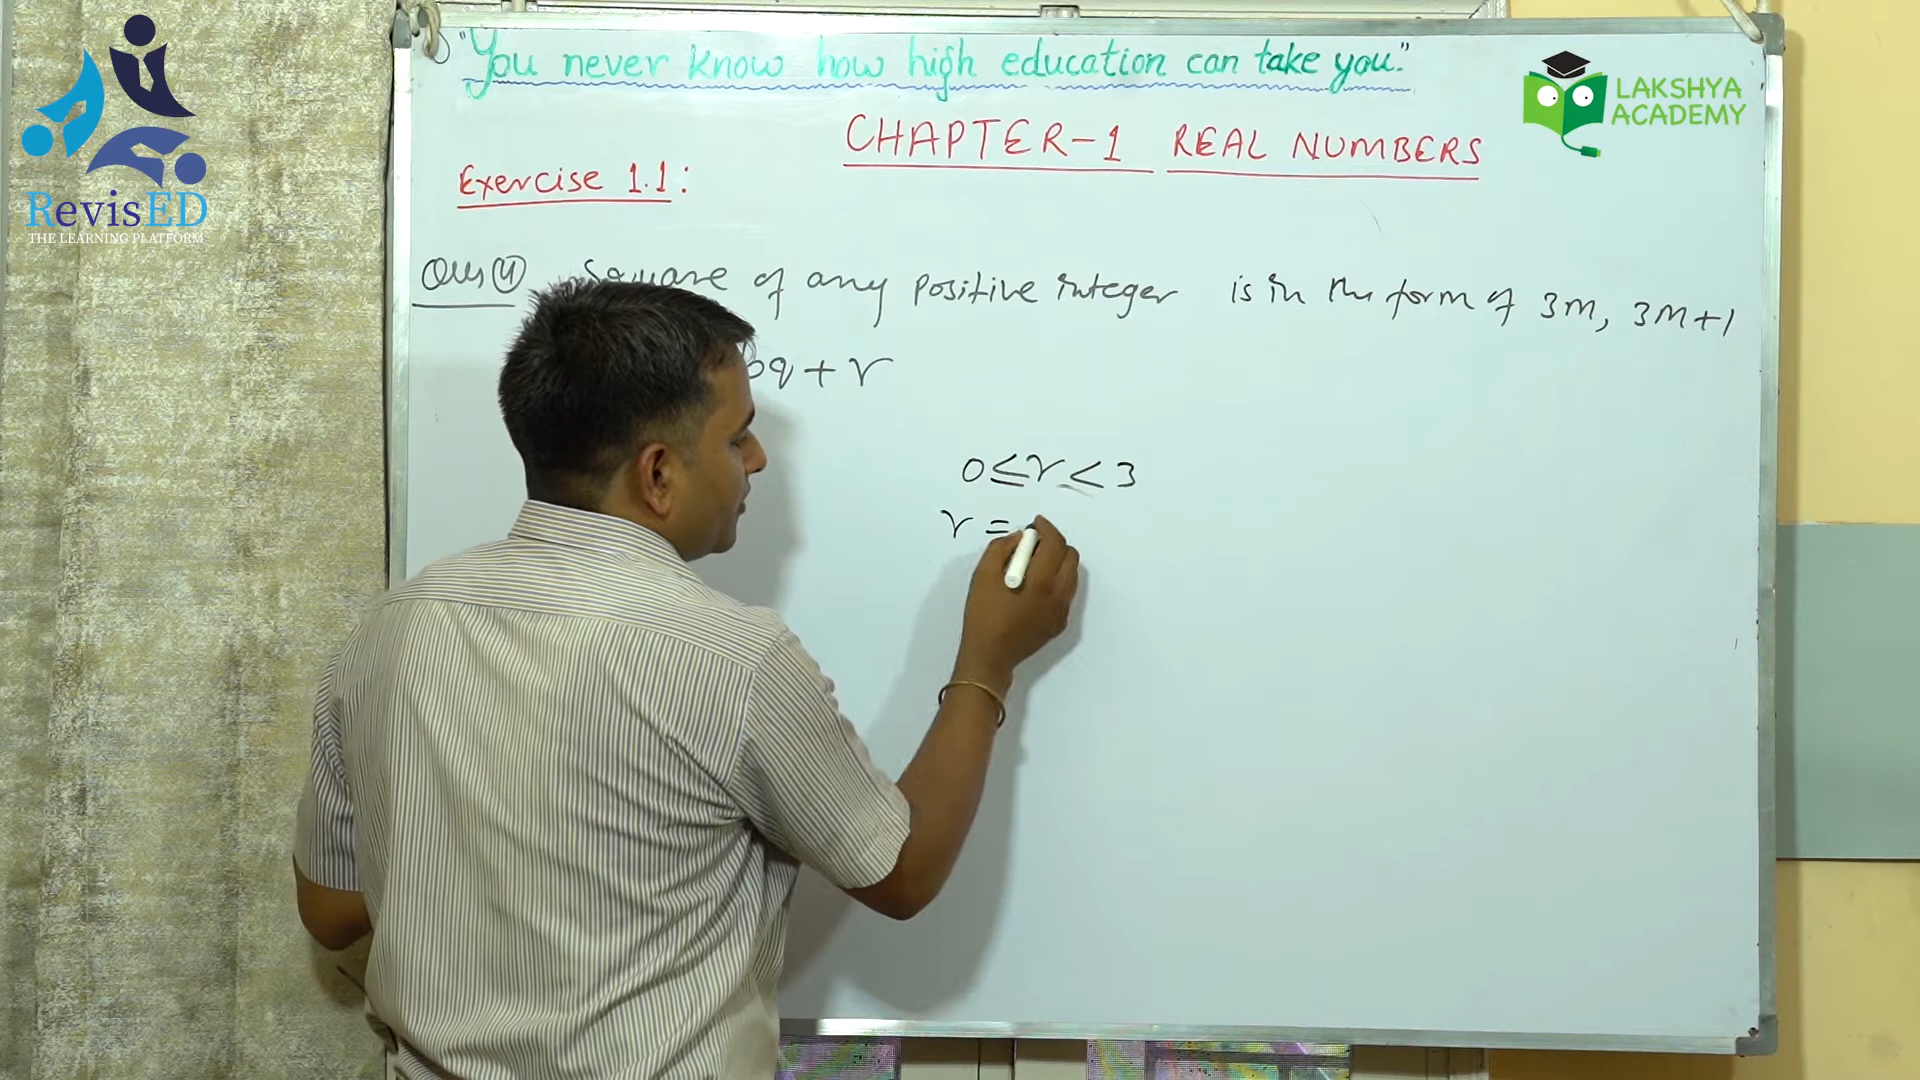 "You never know how high education can take you."
LAKSHYA ACADEMY
RevisED
THE LEARNING PLATFORM
CHAPTER-1 REAL NUMBERS
Exercise 1.1:
Ques 4 Square of any positive integer is in the form of 3m, 3m+1
bq + r
0 ≤ r < 3
r =